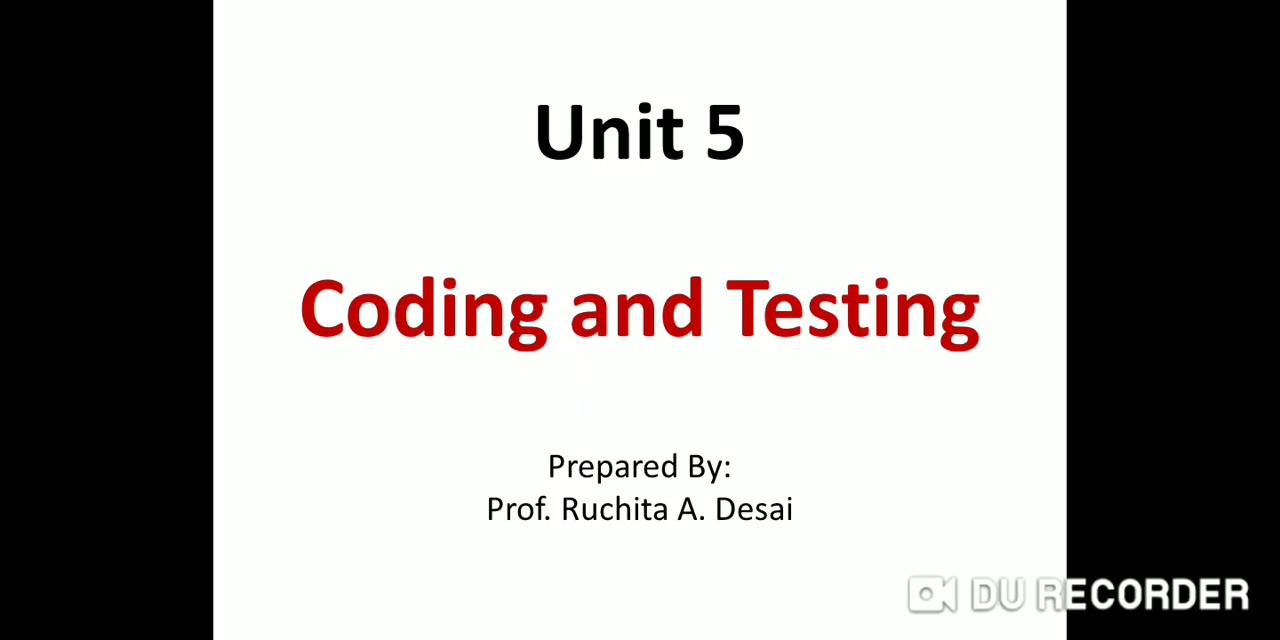 Unit 5
Coding and Testing
Prepared By:
Prof. Ruchita A. Desai
DU RECORDER